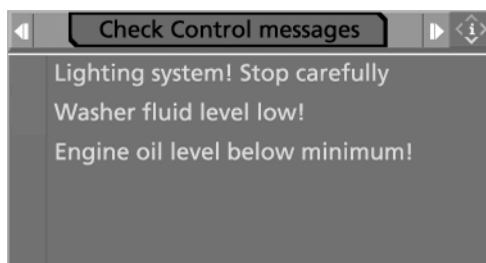 Check Control messages
Lighting system! Stop carefully
Washer fluid level low!
Engine oil level below minimum!